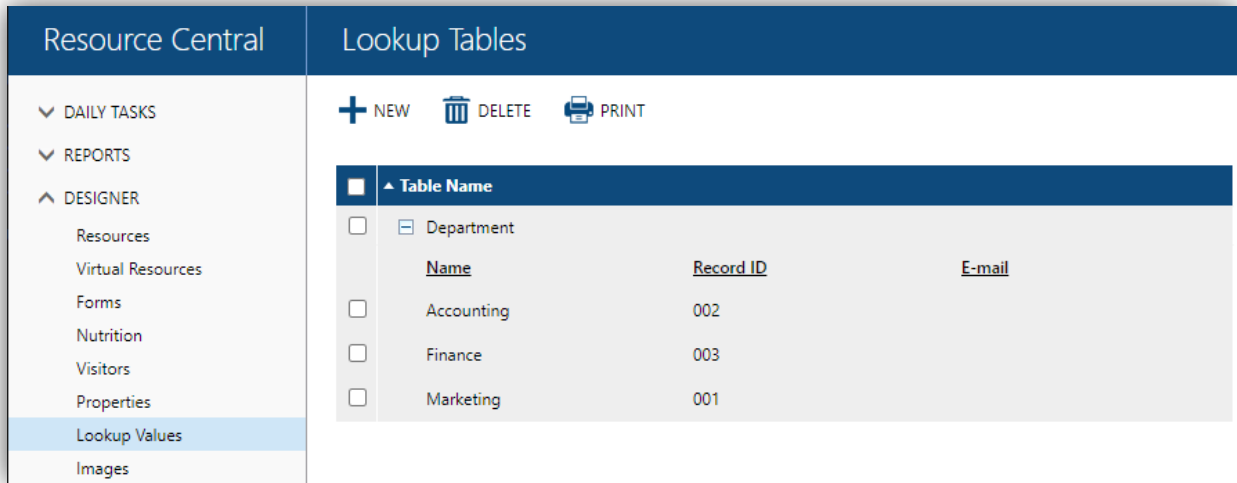 Resource Central
Lookup Tables
DAILY TASKS
REPORTS
DESIGNER
Resources
Virtual Resources
Forms
Nutrition
Visitors
Properties
Lookup Values
Images
NEW DELETE PRINT
Table Name
Department
Name Record ID E-mail
Accounting 002
Finance 003
Marketing 001